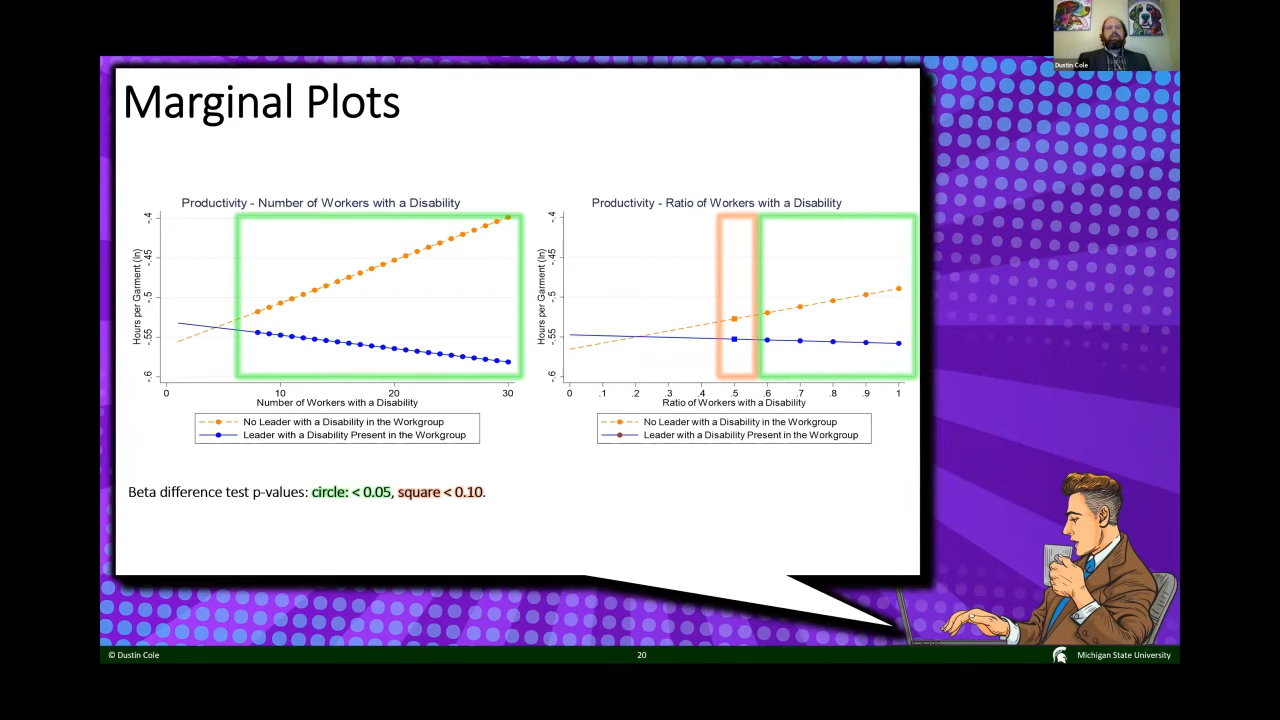 Dustin Cole
Marginal Plots
Productivity - Number of Workers with a Disability
Hours per Garment (ln)
-.4
-.45
-.5
-.55
-.6
0
10
20
30
Number of Workers with a Disability
No Leader with a Disability in the Workgroup
Leader with a Disability Present in the Workgroup
Productivity - Ratio of Workers with a Disability
Hours per Garment (ln)
-.4
-.45
-.5
-.55
-.6
0
.1
.2
.3
.4
.5
.6
.7
.8
.9
1
Ratio of Workers with a Disability
No Leader with a Disability in the Workgroup
Leader with a Disability Present in the Workgroup
Beta difference test p-values: circle: < 0.05, square < 0.10.
© Dustin Cole
20
Michigan State University